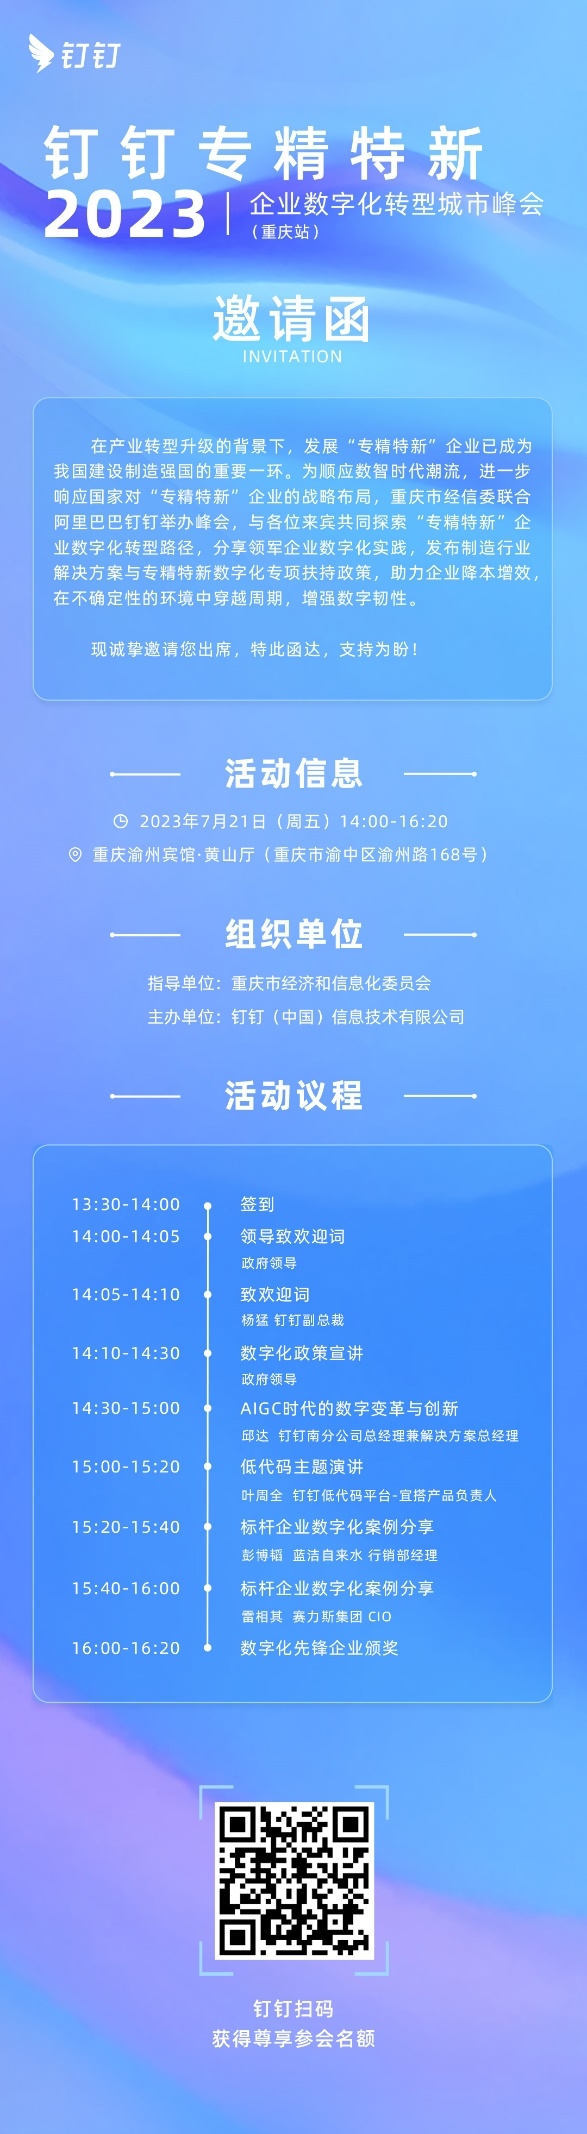 钉钉
钉钉专精特新
2023
企业数字化转型城市峰会
（重庆站）
邀请函
INVITATION
在产业转型升级的背景下，发展“专精特新”企业已成为
我国建设制造强国的重要一环。为顺应数智时代潮流，进一步
响应国家对“专精特新”企业的战略布局，重庆市经信委联合
阿里巴巴钉钉举办峰会，与各位来宾共同探索“专精特新”企
业数字化转型路径，分享领军企业数字化实践，发布制造行业
解决方案与专精特新数字化专项扶持政策，助力企业降本增效，
在不确定性的环境中穿越周期，增强数字韧性。
现诚挚邀请您出席，特此函达，支持为盼！
活动信息
2023年7月21日（周五）14:00-16:20
重庆渝州宾馆·黄山厅（重庆市渝中区渝州路168号）
组织单位
指导单位：重庆市经济和信息化委员会
主办单位：钉钉（中国）信息技术有限公司
活动议程
13:30-14:00 签到
14:00-14:05 领导致欢迎词
政府领导
14:05-14:10 致欢迎词
杨猛 钉钉副总裁
14:10-14:30 数字化政策宣讲
政府领导
14:30-15:00 AIGC时代的数字变革与创新
邱达 钉钉南分公司总经理兼解决方案总经理
15:00-15:20 低代码主题演讲
叶周全 钉钉低代码平台-宜搭产品负责人
15:20-15:40 标杆企业数字化案例分享
彭博韬 蓝洁自来水 行销部经理
15:40-16:00 标杆企业数字化案例分享
雷相其 赛力斯集团 CIO
16:00-16:20 数字化先锋企业颁奖
钉钉扫码
获得尊享参会名额